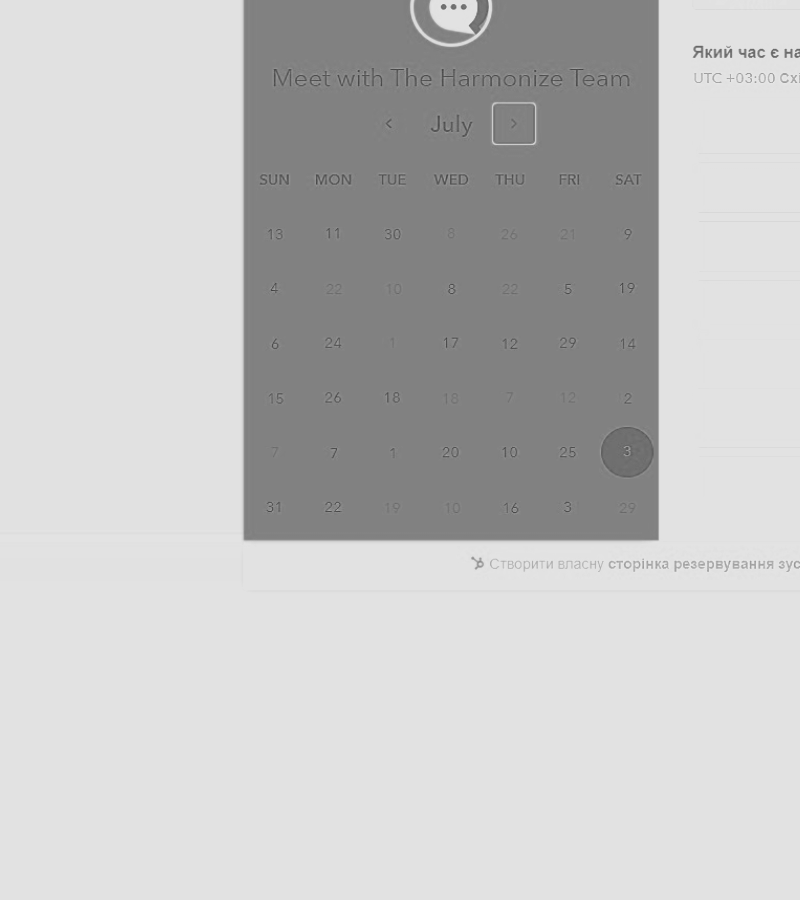 Який час є на
Meet with The Harmonize Team
UTC +03:00
July
SUN MON TUE WED THU FRI SAT
13 11 30 8 26 21 9
4 22 10 8 22 5 19
6 24 1 17 12 29 14
15 26 18 18 7 12 2
7 7 1 20 10 25 3
31 22 19 10 16 3 29
Створити власну сторінка резервування зус